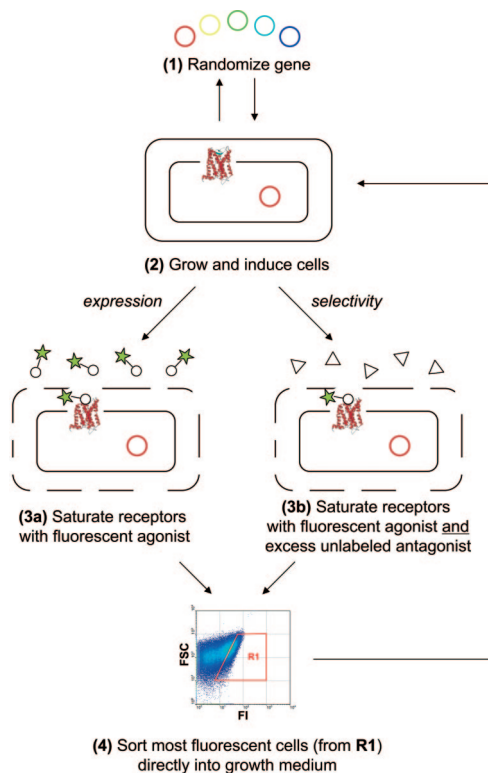 (1) Randomize gene
(2) Grow and induce cells
expression
selectivity
(3a) Saturate receptors
with fluorescent agonist
(3b) Saturate receptors
with fluorescent agonist and
excess unlabeled antagonist
FSC
R1
FI
(4) Sort most fluorescent cells (from R1)
directly into growth medium